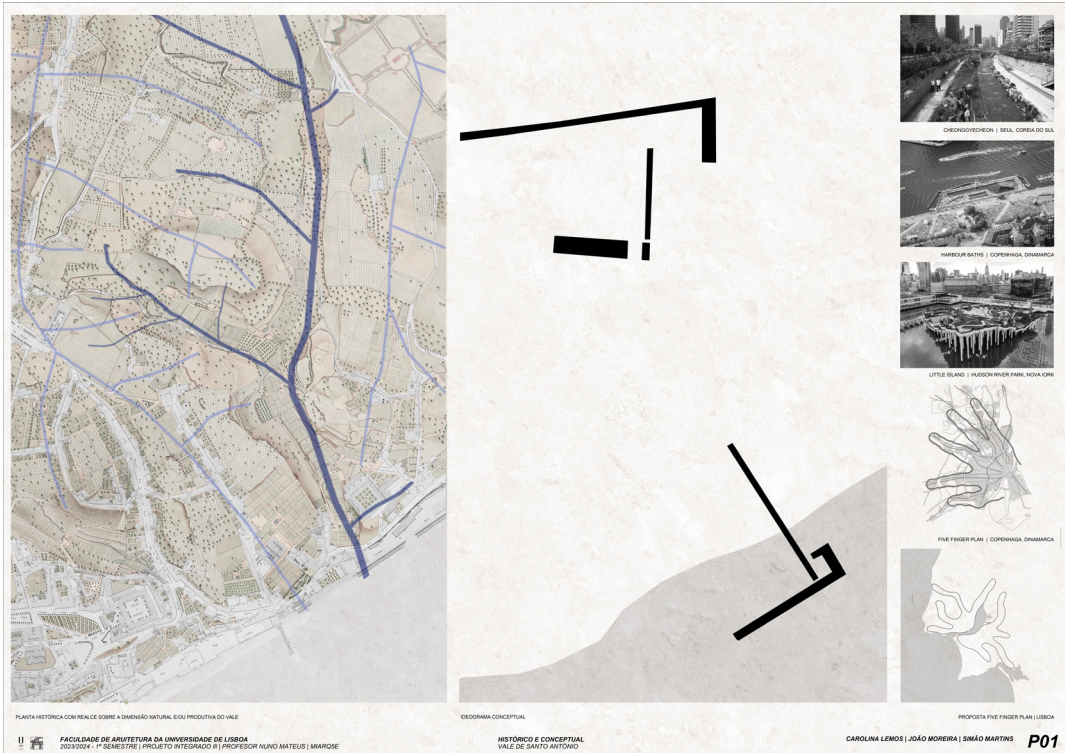 CHEONGGYECHEON | SEUL, COREIA DO SUL
HARBOUR BATHS | COPENHAGA, DINAMARCA
LITTLE ISLAND | HUDSON RIVER PARK, NOVA IORK
FIVE FINGER PLAN | COPENHAGA, DINAMARCA
PLANTA HISTÓRICA COM REALCE SOBRE A DIMENSÃO NATURAL E/OU PRODUTIVA DO VALE
IDEOGRAMA CONCEPTUAL
PROPOSTA FIVE FINGER PLAN | LISBOA
FACULDADE DE ARUITETURA DA UNIVERSIDADE DE LISBOA
2023/2024 - 1º SEMESTRE | PROJETO INTEGRADO III | PROFESOR NUNO MATEUS | MIARQ5E
HISTÓRICO E CONCEPTUAL
VALE DE SANTO ANTÓNIO
CAROLINA LEMOS | JOÃO MOREIRA | SIMÃO MARTINS
P01